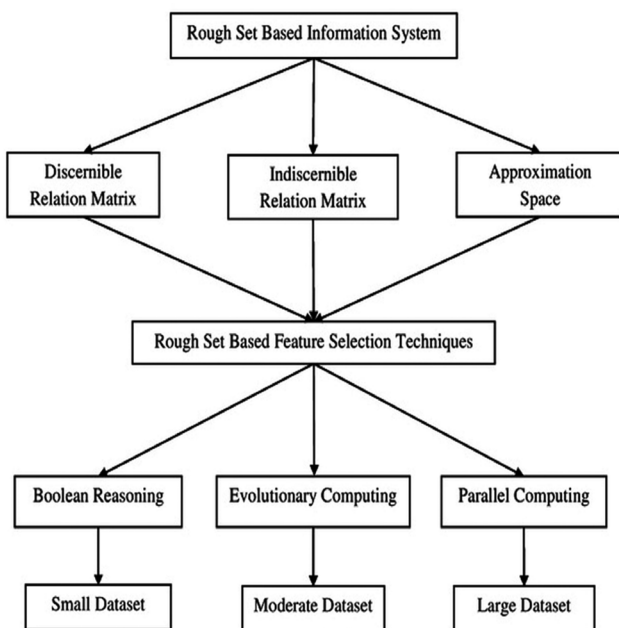 Rough Set Based Information System
Discernible
Relation Matrix
Indiscernible
Relation Matrix
Approximation
Space
Rough Set Based Feature Selection Techniques
Boolean Reasoning
Evolutionary Computing
Parallel Computing
Small Dataset
Moderate Dataset
Large Dataset